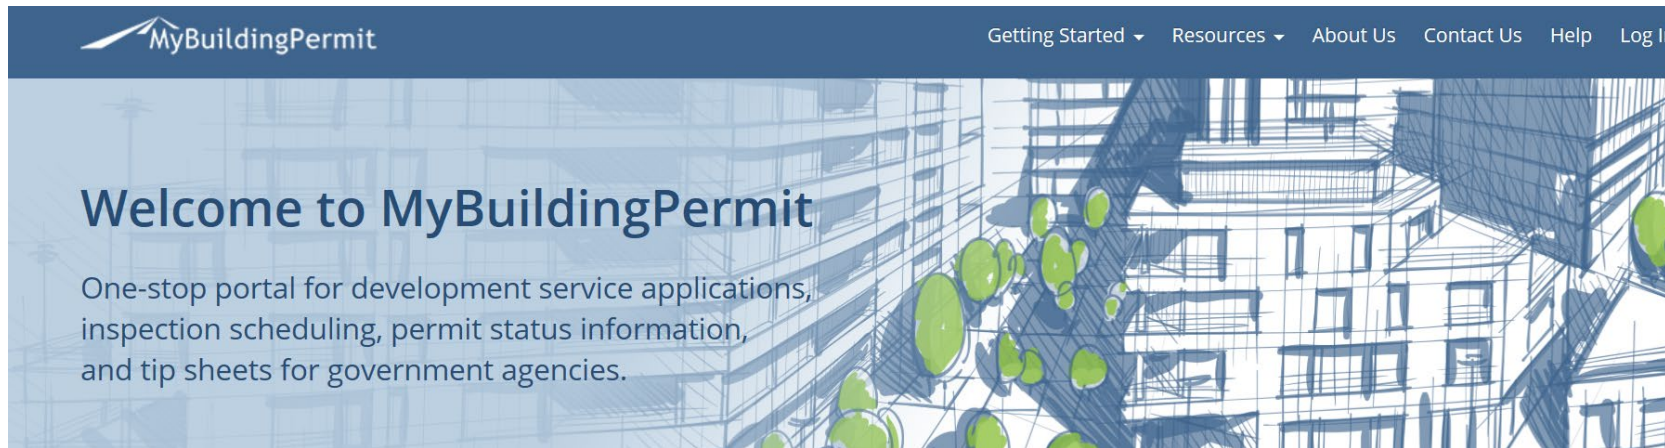 MyBuildingPermit
Getting Started Resources About Us Contact Us Help Log
Welcome to MyBuildingPermit
One-stop portal for development service applications,
inspection scheduling, permit status information,
and tip sheets for government agencies.